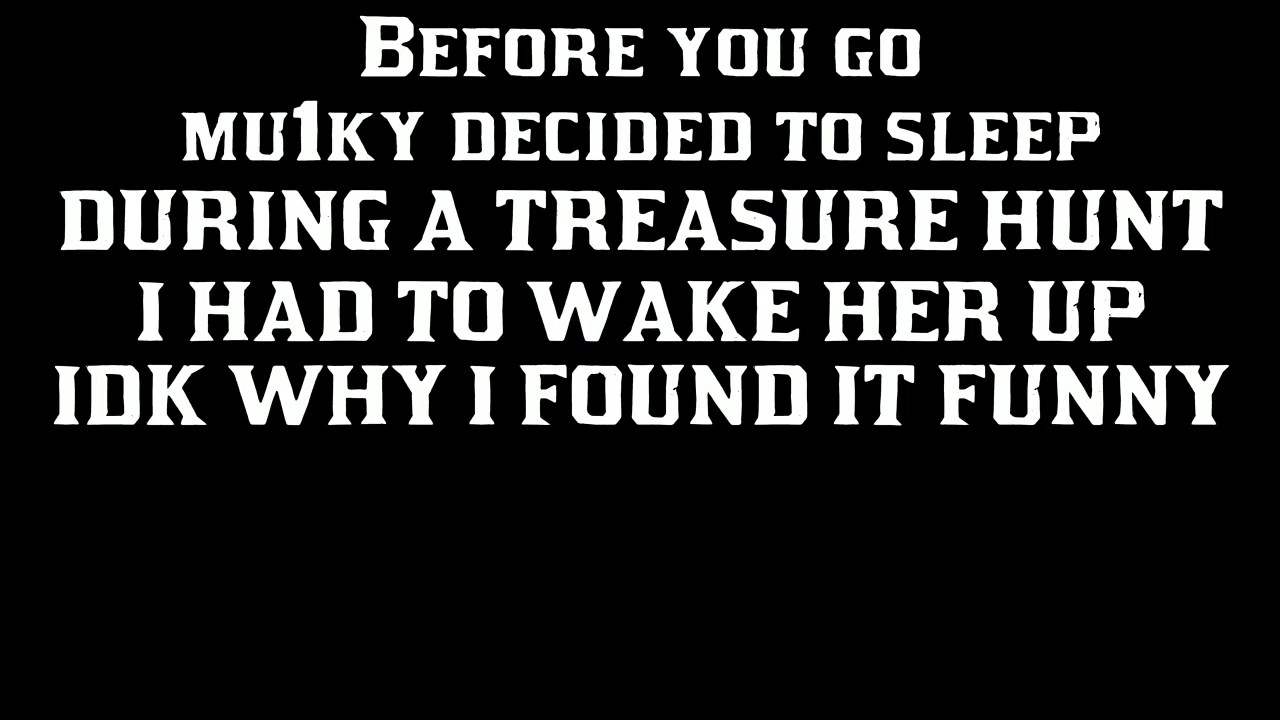 Before you go
mu1ky decided to sleep
DURING A TREASURE HUNT
I HAD TO WAKE HER UP
IDK WHY I FOUND IT FUNNY